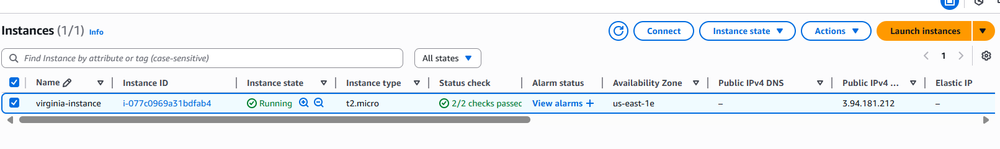 Instances (1/1) Info
Connect
Instance state
Actions
Launch instances
Find Instance by attribute or tag (case-sensitive)
All states
1
Name Instance ID Instance state Instance type Status check Alarm status Availability Zone Public IPv4 DNS Public IPv4 ... Elastic IP
virginia-instance i-077c0969a31bdfab4 Running t2.micro 2/2 checks passec View alarms + us-east-1e – 3.94.181.212 –